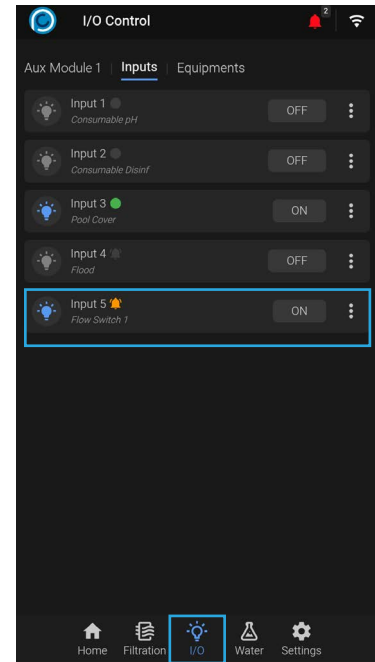 I/O Control
2
Aux Module 1 | Inputs | Equipments
Input 1
Consumable pH
OFF
Input 2
Consumable Disinf
OFF
Input 3
Pool Cover
ON
Input 4
Flood
OFF
Input 5
Flow Switch 1
ON
Home Filtration I/O Water Settings